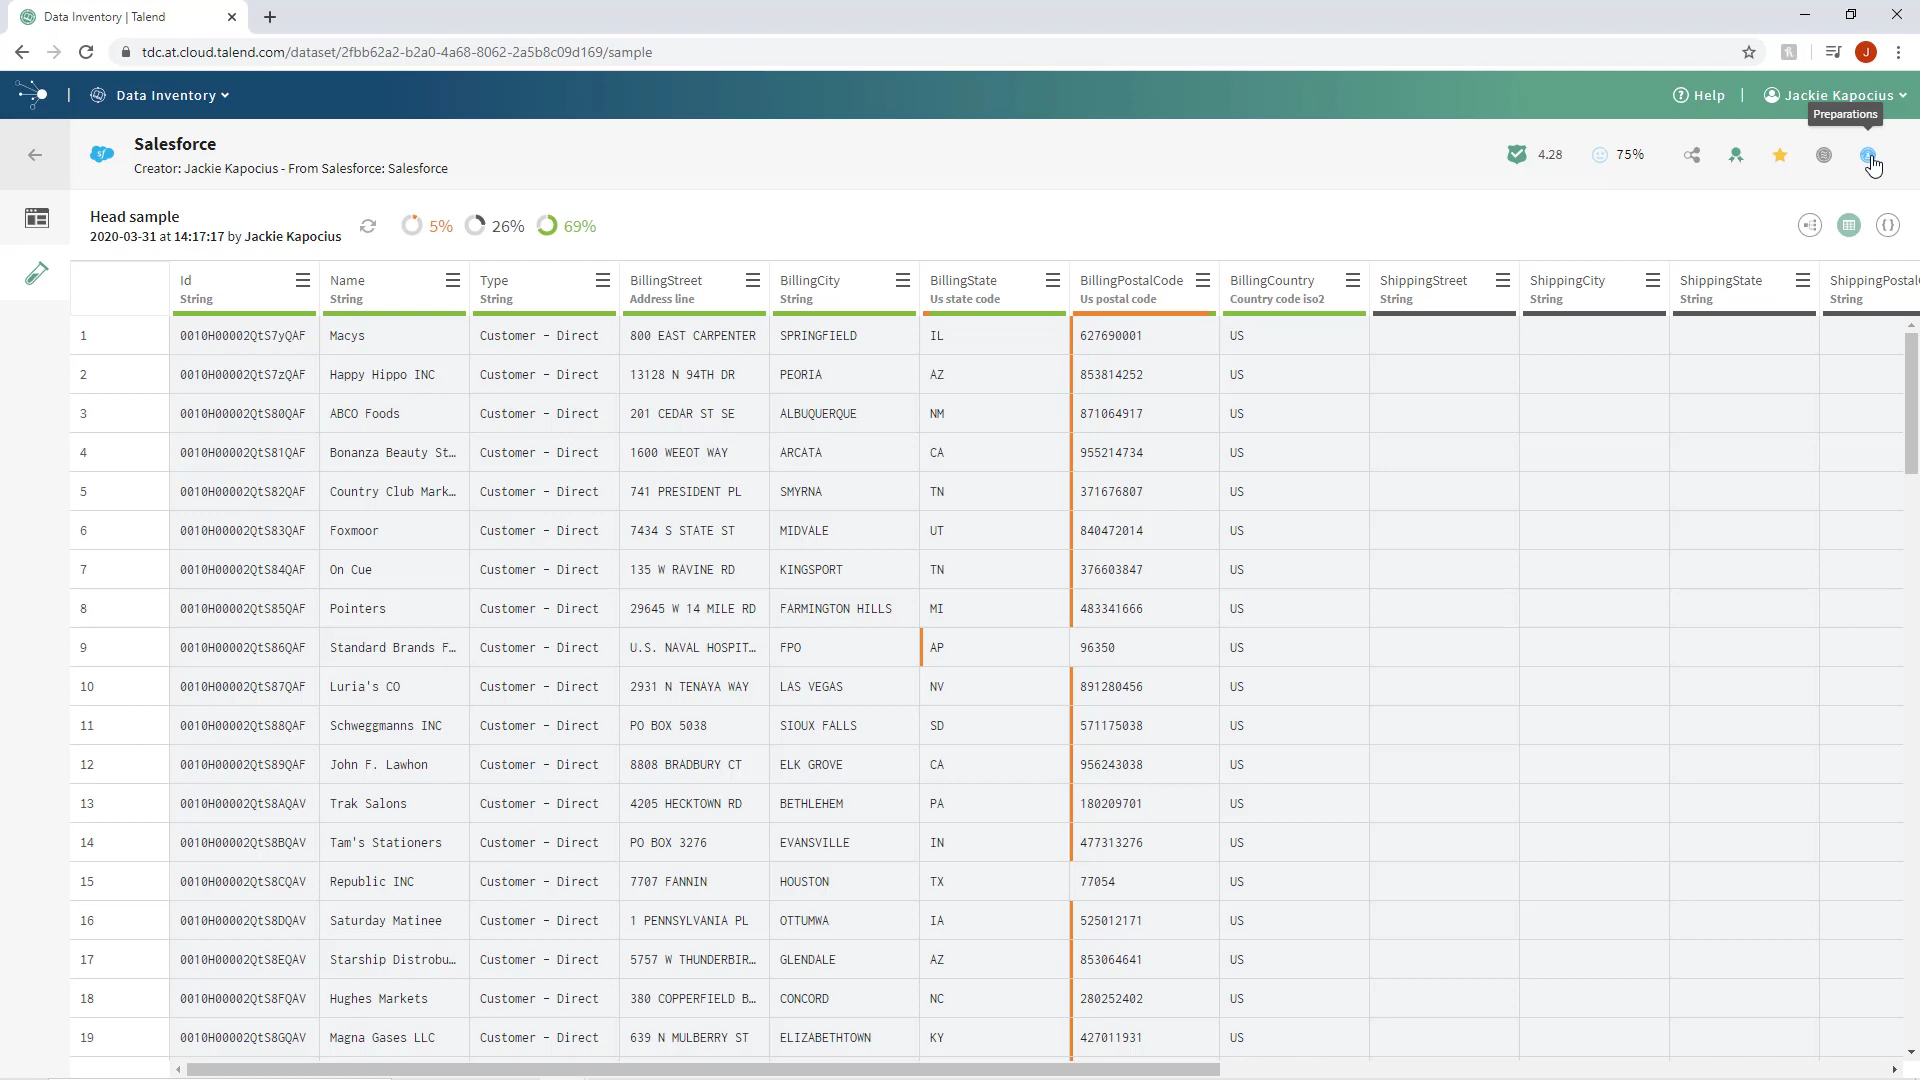 Data Inventory | Talend
tdc.at.cloud.talend.com/dataset/2fbb62a2-b2a0-4a68-8062-2a5b8c09d169/sample
J
Data Inventory
Help
Jackie Kapocius
Preparations
Salesforce
Creator: Jackie Kapocius - From Salesforce: Salesforce
4.28
75%
Head sample
2020-03-31 at 14:17:17 by Jackie Kapocius
5% 26% 69%
Id Name Type BillingStreet BillingCity BillingState BillingPostalCode BillingCountry ShippingStreet ShippingCity ShippingState ShippingPostal
String String String Address line String Us state code Us postal code Country code iso2 String String String String
1 0010H00002QtS7yQAF Macys Customer - Direct 800 EAST CARPENTER SPRINGFIELD IL 627690001 US
2 0010H00002QtS7zQAF Happy Hippo INC Customer - Direct 13128 N 94TH DR PEORIA AZ 853814252 US
3 0010H00002QtS80QAF ABCO Foods Customer - Direct 201 CEDAR ST SE ALBUQUERQUE NM 871064917 US
4 0010H00002QtS81QAF Bonanza Beauty St… Customer - Direct 1600 WEEOT WAY ARCATA CA 955214734 US
5 0010H00002QtS82QAF Country Club Mark… Customer - Direct 741 PRESIDENT PL SMYRNA TN 371676807 US
6 0010H00002QtS83QAF Foxmoor Customer - Direct 7434 S STATE ST MIDVALE UT 840472014 US
7 0010H00002QtS84QAF On Cue Customer - Direct 135 W RAVINE RD KINGSPORT TN 376603847 US
8 0010H00002QtS85QAF Pointers Customer - Direct 29645 W 14 MILE RD FARMINGTON HILLS MI 483341666 US
9 0010H00002QtS86QAF Standard Brands F… Customer - Direct U.S. NAVAL HOSPIT… FPO AP 96350 US
10 0010H00002QtS87QAF Luria's CO Customer - Direct 2931 N TENAYA WAY LAS VEGAS NV 891280456 US
11 0010H00002QtS88QAF Schweggmanns INC Customer - Direct PO BOX 5038 SIOUX FALLS SD 571175038 US
12 0010H00002QtS89QAF John F. Lawhon Customer - Direct 8808 BRADBURY CT ELK GROVE CA 956243038 US
13 0010H00002QtS8AQAV Trak Salons Customer - Direct 4205 HECKTOWN RD BETHLEHEM PA 180209701 US
14 0010H00002QtS8BQAV Tam's Stationers Customer - Direct PO BOX 3276 EVANSVILLE IN 477313276 US
15 0010H00002QtS8CQAV Republic INC Customer - Direct 7707 FANNIN HOUSTON TX 77054 US
16 0010H00002QtS8DQAV Saturday Matinee Customer - Direct 1 PENNSYLVANIA PL OTTUMWA IA 525012171 US
17 0010H00002QtS8EQAV Starship Distrobu… Customer - Direct 5757 W THUNDERBIR… GLENDALE AZ 853064641 US
18 0010H00002QtS8FQAV Hughes Markets Customer - Direct 380 COPPERFIELD B… CONCORD NC 280252402 US
19 0010H00002QtS8GQAV Magna Gases LLC Customer - Direct 639 N MULBERRY ST ELIZABETHTOWN KY 427011931 US